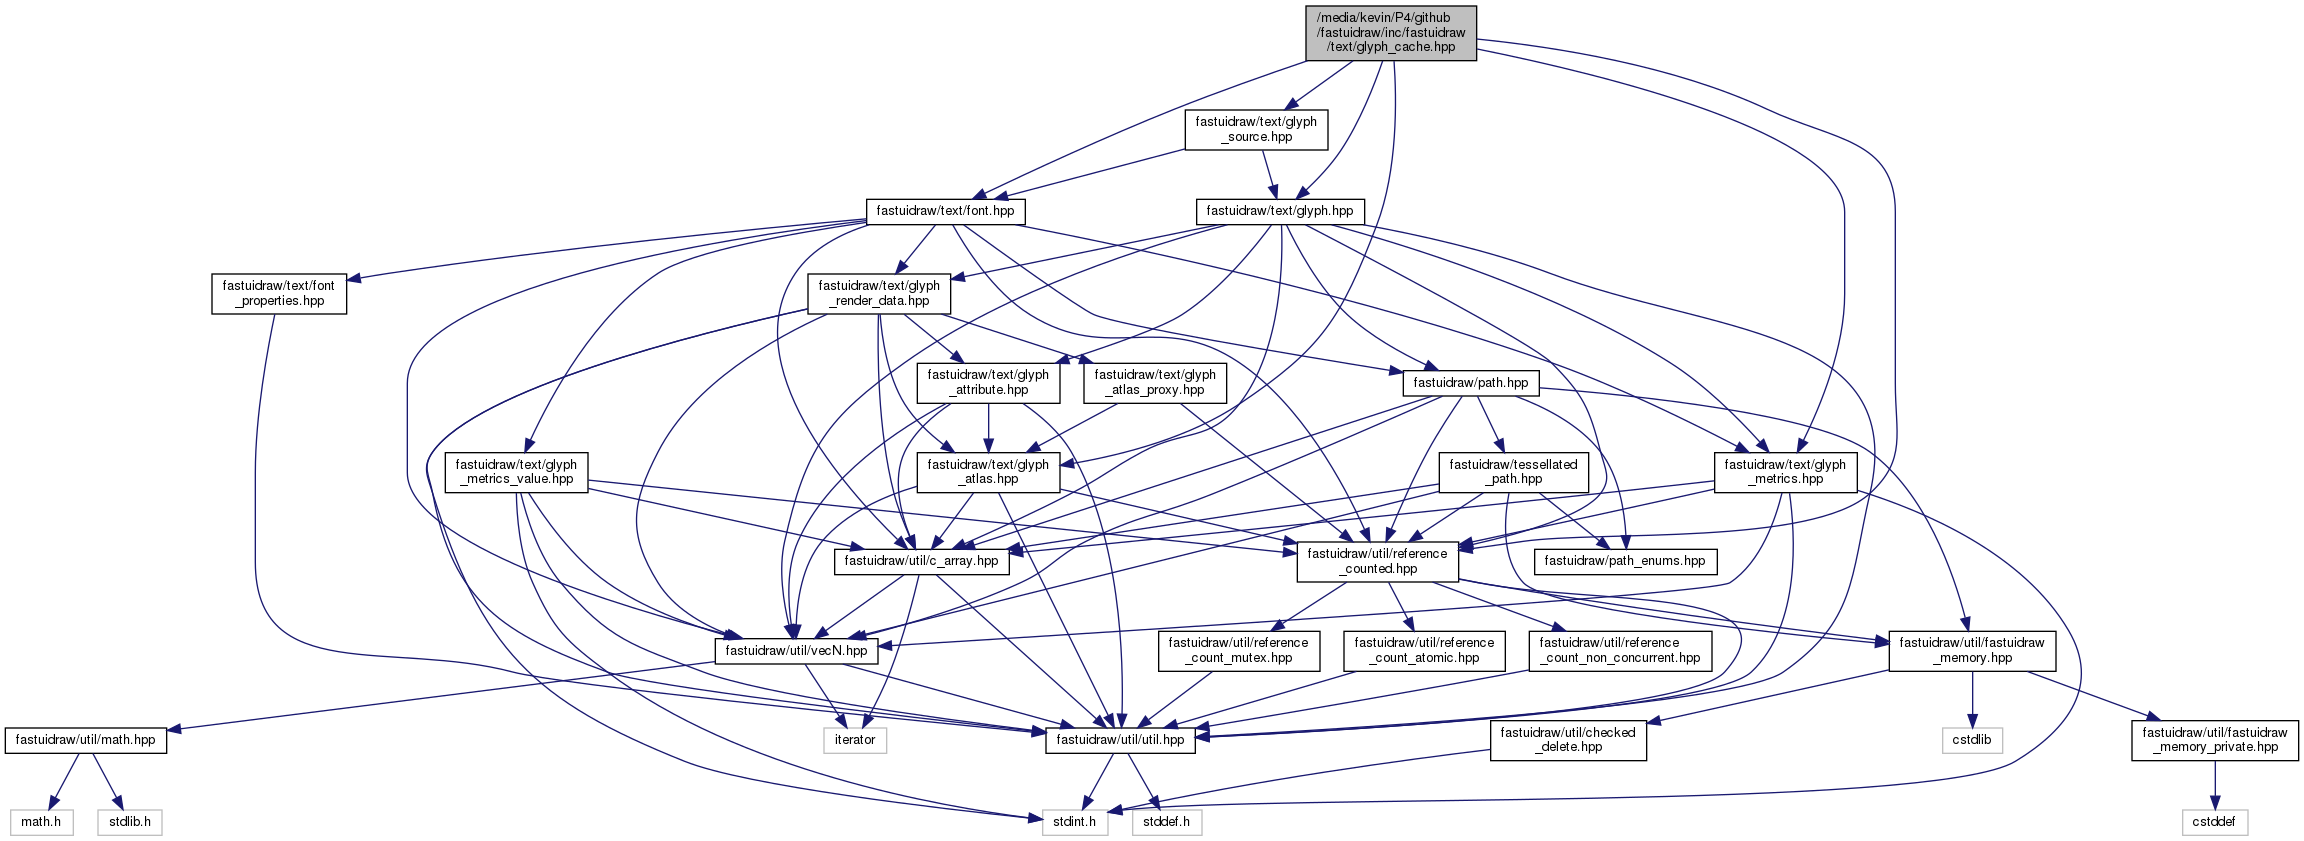 /media/kevin/P4/github
/fastuidraw/inc/fastuidraw
/text/glyph_cache.hpp
fastuidraw/text/glyph
_source.hpp
fastuidraw/text/font.hpp
fastuidraw/text/glyph.hpp
fastuidraw/text/font
_properties.hpp
fastuidraw/text/glyph
_render_data.hpp
fastuidraw/text/glyph
_attribute.hpp
fastuidraw/text/glyph
_atlas_proxy.hpp
fastuidraw/path.hpp
fastuidraw/text/glyph
_metrics_value.hpp
fastuidraw/text/glyph
_atlas.hpp
fastuidraw/tessellated
_path.hpp
fastuidraw/text/glyph
_metrics.hpp
fastuidraw/util/c_array.hpp
fastuidraw/util/reference
_counted.hpp
fastuidraw/path_enums.hpp
fastuidraw/util/vecN.hpp
fastuidraw/util/reference
_count_mutex.hpp
fastuidraw/util/reference
_count_atomic.hpp
fastuidraw/util/reference
_count_non_concurrent.hpp
fastuidraw/util/fastuidraw
_memory.hpp
fastuidraw/util/math.hpp
iterator
fastuidraw/util/util.hpp
fastuidraw/util/checked
_delete.hpp
cstdlib
fastuidraw/util/fastuidraw
_memory_private.hpp
math.h
stdlib.h
stdint.h
stddef.h
cstddef